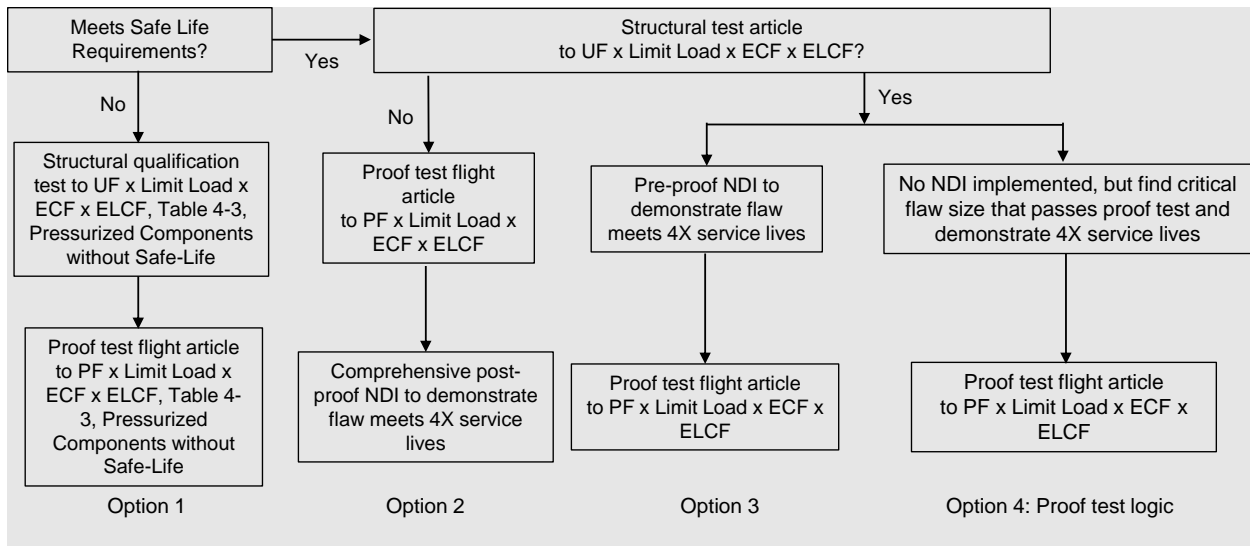 Meets Safe Life
Requirements?
Yes
Structural test article
to UF x Limit Load x ECF x ELCF?
No
No
Yes
Structural qualification
test to UF x Limit Load x
ECF x ELCF, Table 4-3,
Pressurized Components
without Safe-Life
Proof test flight
article
to PF x Limit Load x
ECF x ELCF
Pre-proof NDI to
demonstrate flaw
meets 4X service lives
No NDI implemented, but find critical
flaw size that passes proof test and
demonstrate 4X service lives
Proof test flight article
to PF x Limit Load x
ECF x ELCF, Table 4-
3, Pressurized
Components without
Safe-Life
Comprehensive post-
proof NDI to demonstrate
flaw meets 4X service
lives
Proof test flight article
to PF x Limit Load x ECF x
ELCF
Proof test flight article
to PF x Limit Load x ECF x
ELCF
Option 1
Option 2
Option 3
Option 4: Proof test logic